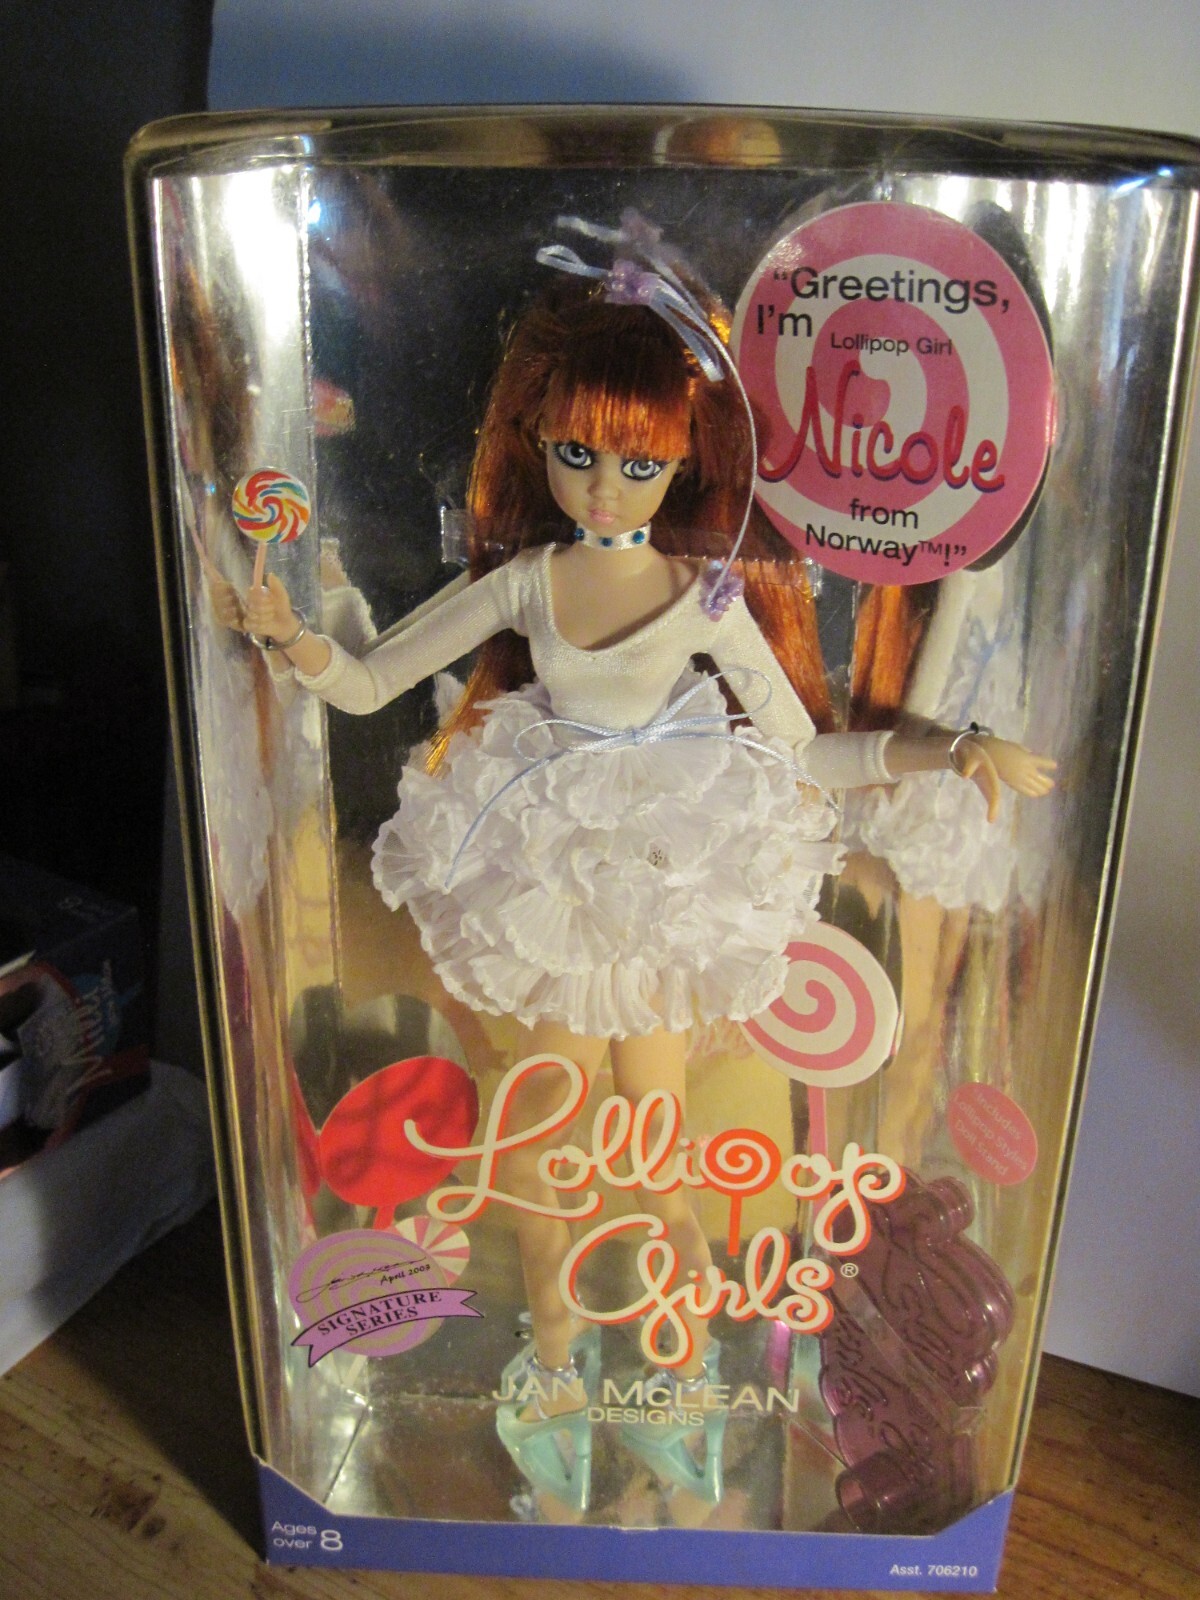 "Greetings,
I'm Lollipop Girl
Nicole
from
Norway™!"
Includes
Lollipop Styles
Doll Stand
Lollipop
Girls®
April 2003
SIGNATURE
SERIES
JAN McLEAN
DESIGNS
Ages
over 8
Asst. 706210